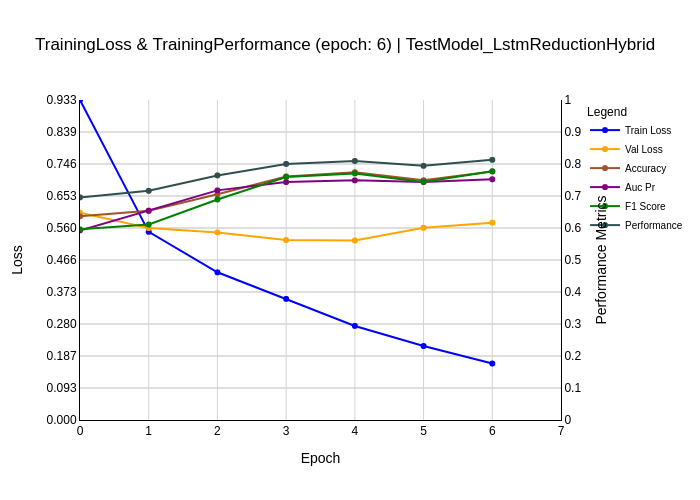 TrainingLoss & TrainingPerformance (epoch: 6) | TestModel_LstmReductionHybrid
0.933
0.839
0.746
0.653
0.560
0.466
0.373
0.280
0.187
0.093
0.000
Loss
0 1 2 3 4 5 6 7
Epoch
1
0.9
0.8
0.7
0.6
0.5
0.4
0.3
0.2
0.1
0
Performance Metrics
Legend
Train Loss
Val Loss
Accuracy
Auc Pr
F1 Score
Performance